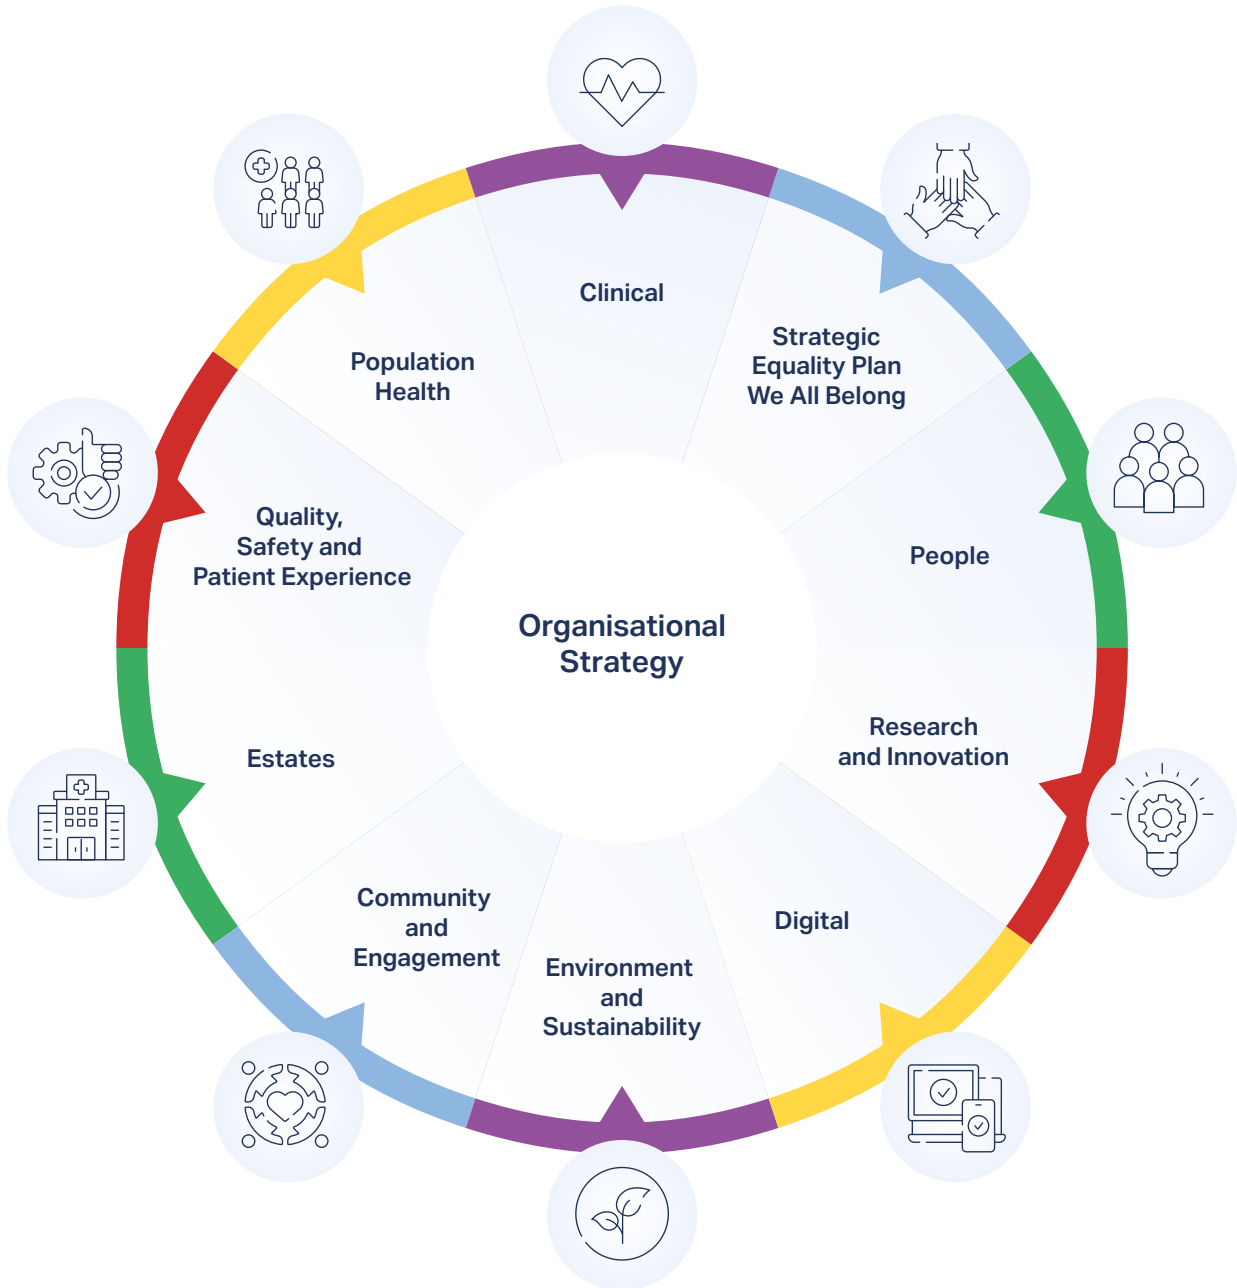 Clinical
Strategic
Equality Plan
We All Belong
People
Research
and Innovation
Digital
Environment
and
Sustainability
Community
and
Engagement
Estates
Quality,
Safety and
Patient Experience
Population
Health
Organisational
Strategy